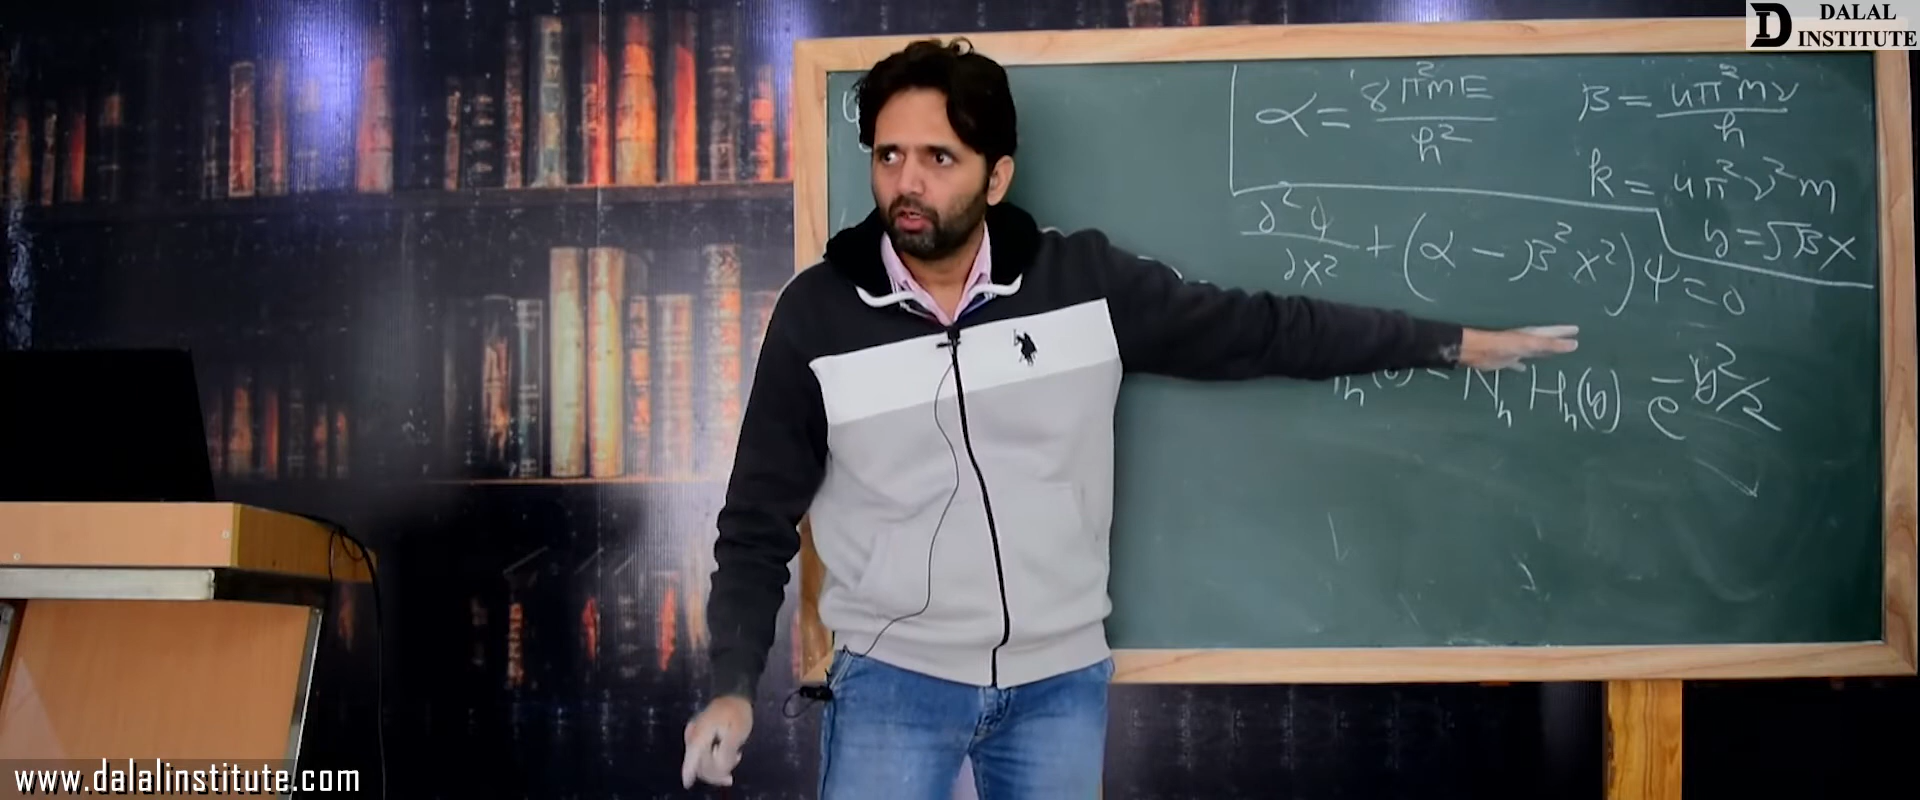 DALAL
INSTITUTE
α = 8π²mE / h²
β = 4π²mν / h
k = 4π²ν²m
y = √β x
∂²ψ/∂x² + (α − β²x²)ψ = 0
Nₙ Hₙ(y) e^(−y²/2)
www.dalalinstitute.com